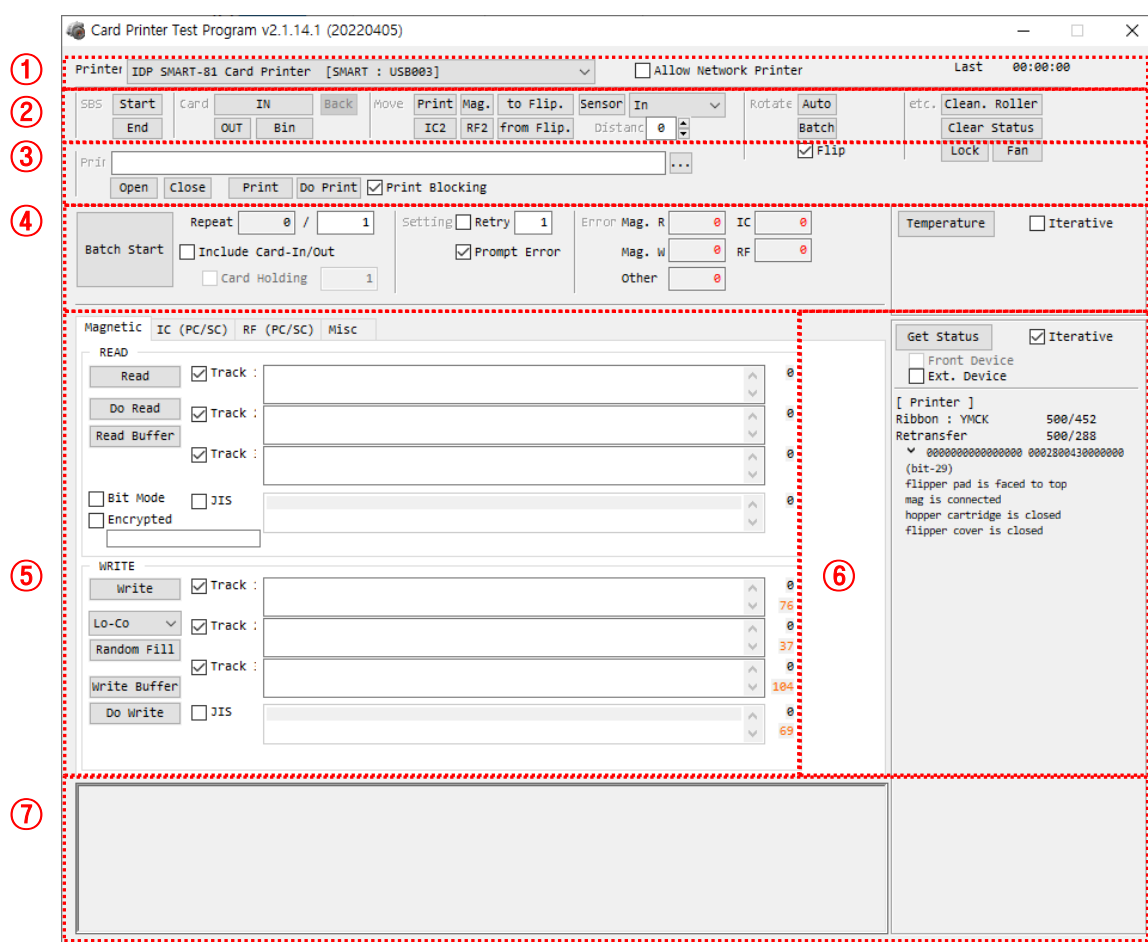 Card Printer Test Program v2.1.14.1 (20220405)
① Printer IDP SMART-81 Card Printer [SMART : USB003] Allow Network Printer Last 00:00:00
② SBS Start Card IN Back Move Print Mag. to Flip. Sensor In Rotate Auto etc. Clean. Roller
End OUT Bin IC2 RF2 from Flip. Distanc 0 Batch Clear Status
③ Flip Lock Fan
Prir ...
Open Close Print Do Print Print Blocking
④ Repeat 0 / 1 Setting Retry 1 Error Mag. R 0 IC 0 Temperature Iterative
Batch Start Include Card-In/Out Prompt Error Mag. W 0 RF 0
Card Holding 1 Other 0
Magnetic IC (PC/SC) RF (PC/SC) Misc
READ
Read Track : 0
Do Read Track : 0
Read Buffer
Track : 0
Bit Mode JIS 0
Encrypted
⑤
WRITE
Write Track : 0
76
Lo-Co Track : 0
Random Fill 37
Track : 0
Write Buffer 104
Do Write JIS 0
69
⑥
Get Status Iterative
Front Device
Ext. Device
[ Printer ]
Ribbon : YMCK 500/452
Retransfer 500/288
0000000000000000 0002800430000000
(bit-29)
flipper pad is faced to top
mag is connected
hopper cartridge is closed
flipper cover is closed
⑦